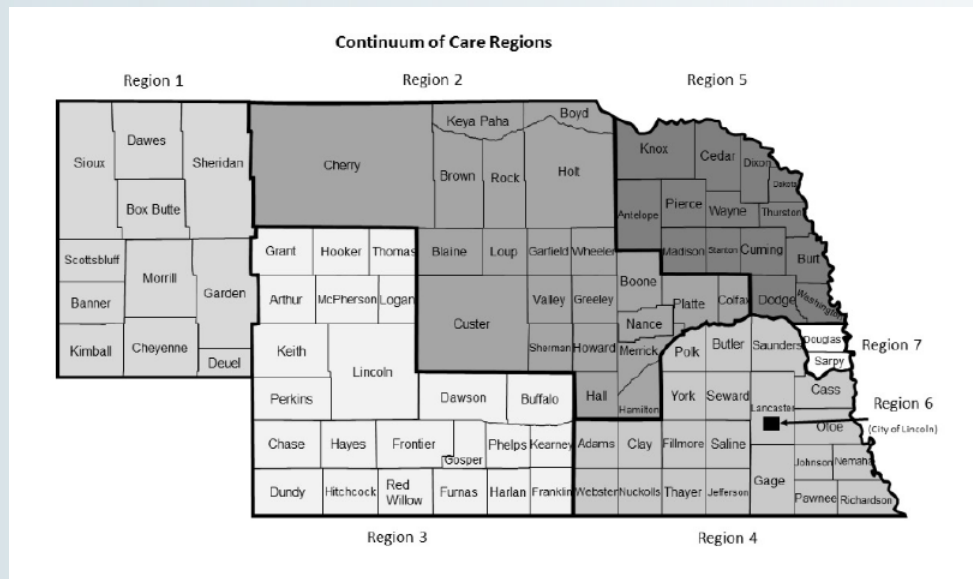 Continuum of Care Regions
Region 1
Region 2
Region 5
Sioux
Dawes
Sheridan
Box Butte
Scottsbluff
Morrill
Garden
Banner
Kimball
Cheyenne
Deuel
Cherry
Keya Paha
Boyd
Brown
Rock
Holt
Knox
Cedar
Dixon
Dakota
Antelope
Pierce
Wayne
Thurston
Grant
Hooker
Thomas
Blaine
Loup
Garfield
Wheeler
Madison
Stanton
Cuming
Burt
Arthur
McPherson
Logan
Custer
Valley
Greeley
Boone
Platte
Colfax
Dodge
Washington
Nance
Keith
Lincoln
Sherman
Howard
Merrick
Polk
Butler
Saunders
Douglas
Sarpy
Region 7
Perkins
Dawson
Buffalo
Hall
Hamilton
York
Seward
Lancaster
Cass
Otoe
Region 6
(City of Lincoln)
Chase
Hayes
Frontier
Gosper
Phelps
Kearney
Adams
Clay
Fillmore
Saline
Gage
Johnson
Nemaha
Dundy
Hitchcock
Red
Willow
Furnas
Harlan
Franklin
Webster
Nuckolls
Thayer
Jefferson
Pawnee
Richardson
Region 3
Region 4